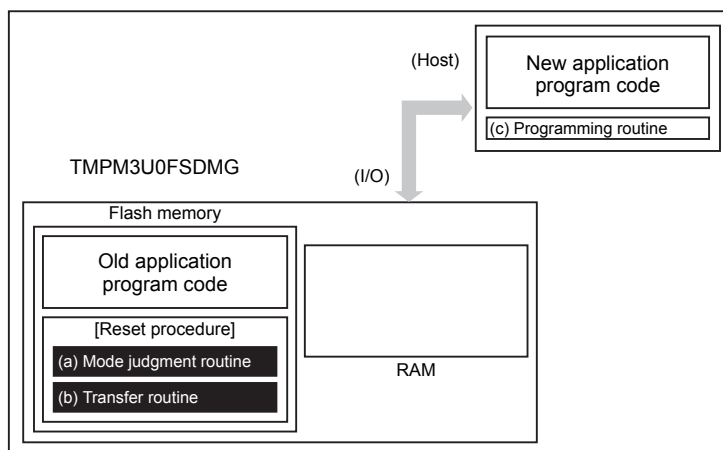 (Host)
New application
program code
(c) Programming routine
TMPM3U0FSDMG
(I/O)
Flash memory
Old application
program code
[Reset procedure]
(a) Mode judgment routine
(b) Transfer routine
RAM